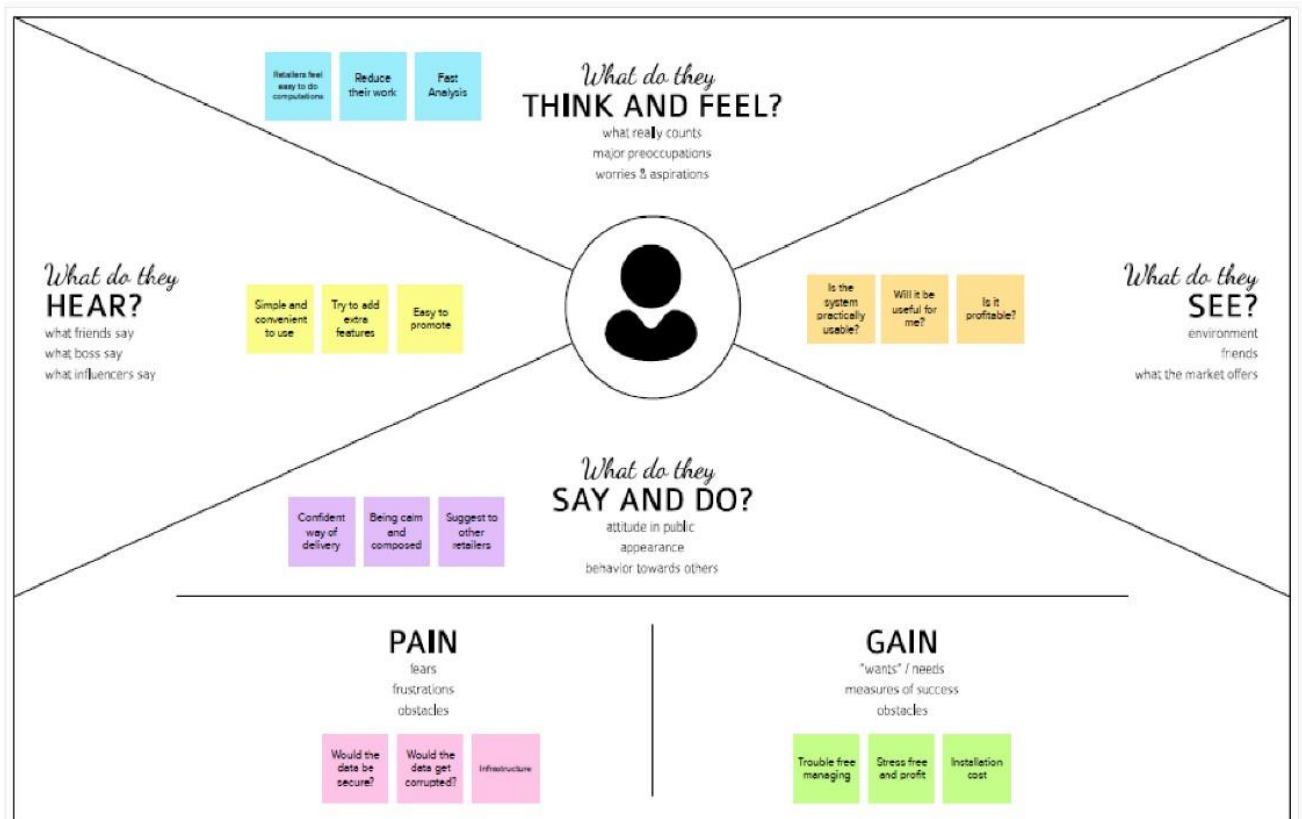 Retailers feel
easy to do
computations
Reduce
their work
Fast
Analysis
What do they
THINK AND FEEL?
what really counts
major preoccupations
worries & aspirations
What do they
HEAR?
what friends say
what boss say
what influencers say
Simple and
convenient
to use
Try to add
extra
features
Easy to
promote
Is the
system
practically
usable?
Will it be
useful for
me?
Is it
profitable?
What do they
SEE?
environment
friends
what the market offers
What do they
SAY AND DO?
attitude in public
appearance
behavior towards others
Confident
way of
delivery
Being calm
and
composed
Suggest to
other
retailers
PAIN
fears
frustrations
obstacles
Would the
data be
secure?
Would the
data get
corrupted?
Infrastructure
GAIN
"wants" / needs
measures of success
obstacles
Trouble free
managing
Stress free
and profit
Installation
cost